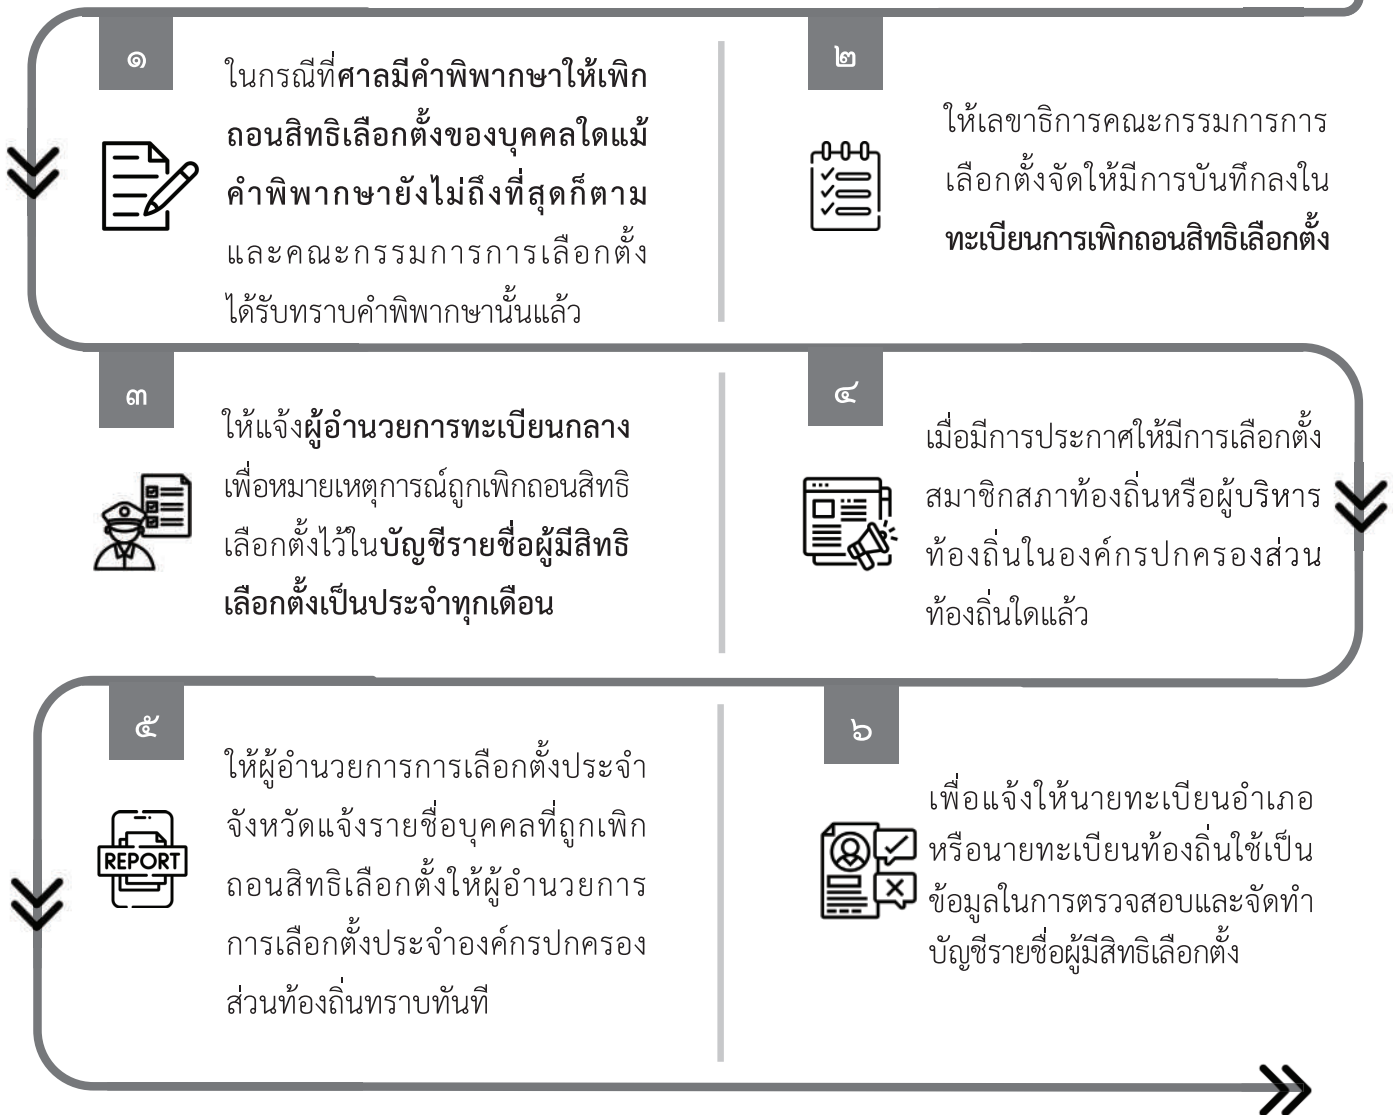 ๑
ในกรณีที่ศาลมีคำพิพากษาให้เพิก
ถอนสิทธิเลือกตั้งของบุคคลใดแม้
คำพิพากษายังไม่ถึงที่สุดก็ตาม
และคณะกรรมการการเลือกตั้ง
ได้รับทราบคำพิพากษานั้นแล้ว
๒
ให้เลขาธิการคณะกรรมการการ
เลือกตั้งจัดให้มีการบันทึกลงใน
ทะเบียนการเพิกถอนสิทธิเลือกตั้ง
๓
ให้แจ้งผู้อำนวยการทะเบียนกลาง
เพื่อหมายเหตุการณ์ถูกเพิกถอนสิทธิ
เลือกตั้งไว้ในบัญชีรายชื่อผู้มีสิทธิ
เลือกตั้งเป็นประจำทุกเดือน
๔
เมื่อมีการประกาศให้มีการเลือกตั้ง
สมาชิกสภาท้องถิ่นหรือผู้บริหาร
ท้องถิ่นในองค์กรปกครองส่วน
ท้องถิ่นใดแล้ว
๕
ให้ผู้อำนวยการการเลือกตั้งประจำ
จังหวัดแจ้งรายชื่อบุคคลที่ถูกเพิก
ถอนสิทธิเลือกตั้งให้ผู้อำนวยการ
การเลือกตั้งประจำองค์กรปกครอง
ส่วนท้องถิ่นทราบทันที
REPORT
๖
เพื่อแจ้งให้นายทะเบียนอำเภอ
หรือนายทะเบียนท้องถิ่นใช้เป็น
ข้อมูลในการตรวจสอบและจัดทำ
บัญชีรายชื่อผู้มีสิทธิเลือกตั้ง